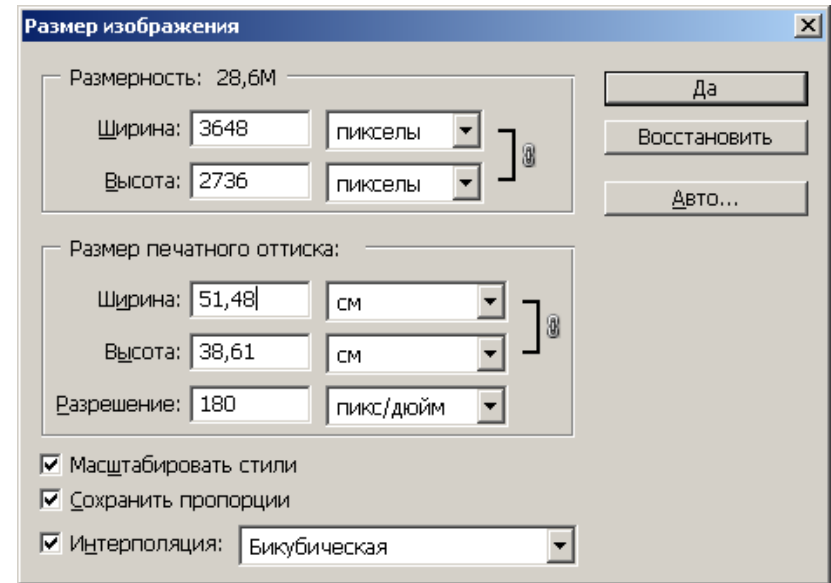 Размер изображения
Размерность: 28,6М
Да
Ширина: 3648 пикселы
Восстановить
Высота: 2736 пикселы
Авто...
Размер печатного оттиска:
Ширина: 51,48 см
Высота: 38,61 см
Разрешение: 180 пикс/дюйм
Масштабировать стили
Сохранить пропорции
Интерполяция: Бикубическая